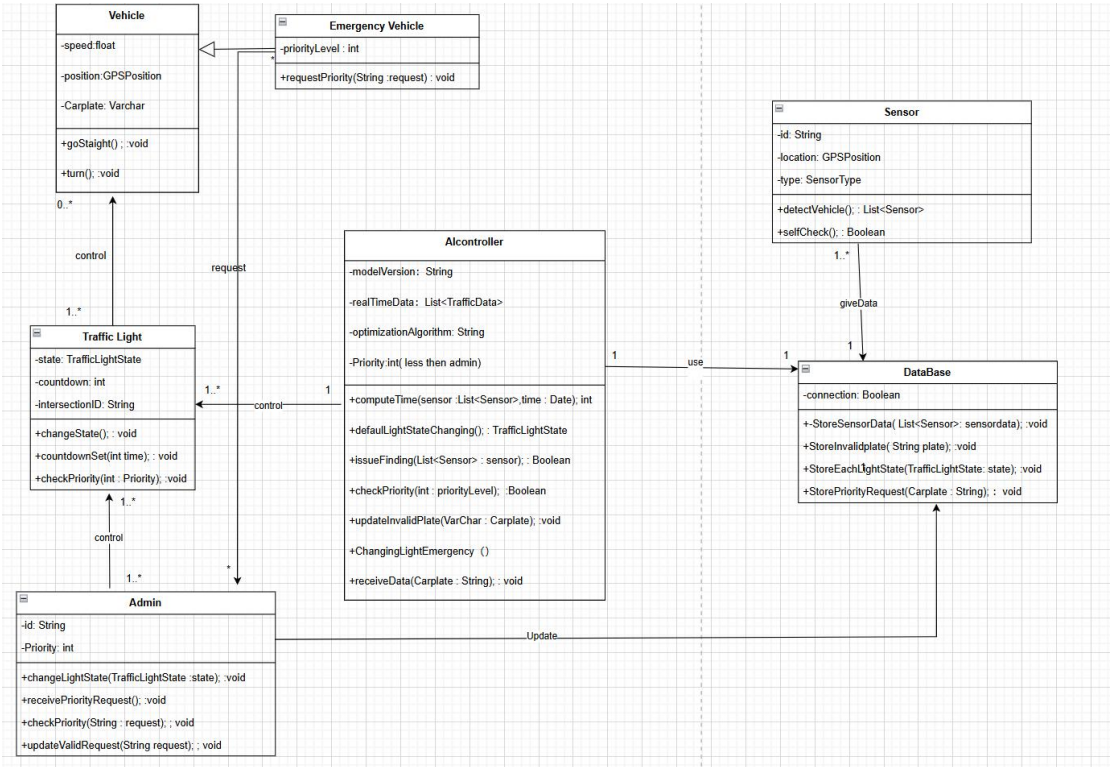 Vehicle
-speed:float
-position:GPSPosition
-Carplate: Varchar
+goStaight() ; :void
+turn(); :void
Emergency Vehicle
-priorityLevel : int
+requestPriority(String :request) : void
*
0..*
control
1..*
request
Sensor
-id: String
-location: GPSPosition
-type: SensorType
+detectVehicle(); : List<Sensor>
+selfCheck(); : Boolean
1..*
giveData
1
AIcontroller
-modelVersion: String
-realTimeData: List<TrafficData>
-optimizationAlgorithm: String
-Priority:int( less then admin)
+computeTime(sensor :List<Sensor>,time : Date); int
+defaulLightStateChanging(); : TrafficLightState
+issueFinding(List<Sensor> : sensor); : Boolean
+checkPriority(int : priorityLevel); :Boolean
+updateInvalidPlate(VarChar : Carplate); :void
+ChangingLightEmergency ()
+receiveData(Carplate : String); : void
1
use
1
Traffic Light
-state: TrafficLightState
-countdown: int
-intersectionID: String
+changeState(); : void
+countdownSet(int time); : void
+checkPriority(int : Priority); :void
1..*
control
1
DataBase
-connection: Boolean
+-StoreSensorData( List<Sensor>: sensordata); :void
+StoreInvalidplate( String plate); :void
+StoreEachLightState(TrafficLightState: state); :void
+StorePriorityRequest(Carplate : String); : void
1..*
control
1..*
*
Admin
-id: String
-Priority: int
+changeLightState(TrafficLightState :state); :void
+receivePriorityRequest(); :void
+checkPriority(String : request); ; void
+updateValidRequest(String request); ; void
Update